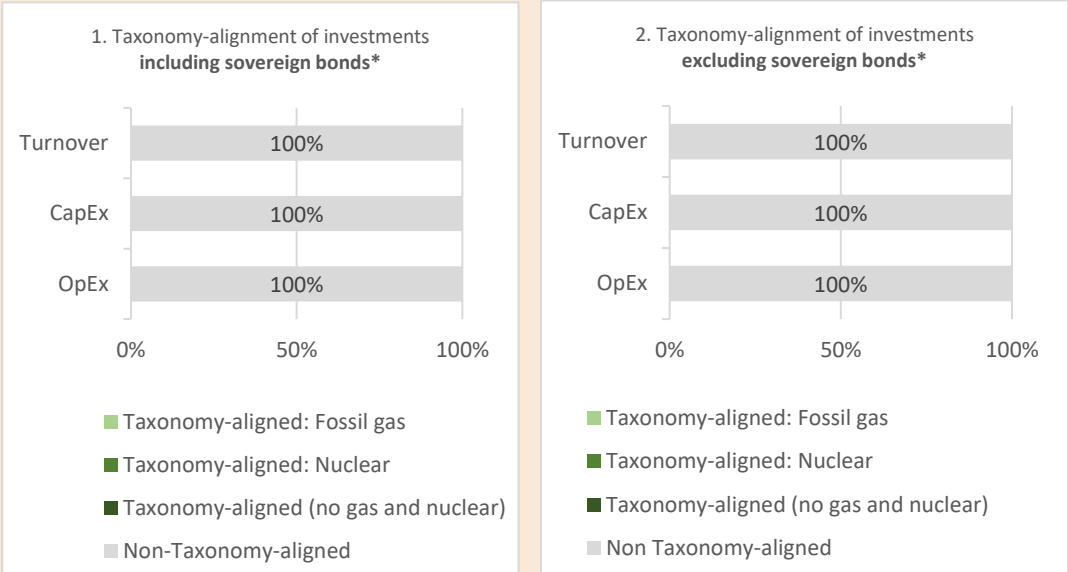 1. Taxonomy-alignment of investments
including sovereign bonds*
Turnover
100%
CapEx
100%
OpEx
100%
0%
50%
100%
Taxonomy-aligned: Fossil gas
Taxonomy-aligned: Nuclear
Taxonomy-aligned (no gas and nuclear)
Non-Taxonomy-aligned
2. Taxonomy-alignment of investments
excluding sovereign bonds*
Turnover
100%
CapEx
100%
OpEx
100%
0%
50%
100%
Taxonomy-aligned: Fossil gas
Taxonomy-aligned: Nuclear
Taxonomy-aligned (no gas and nuclear)
Non Taxonomy-aligned